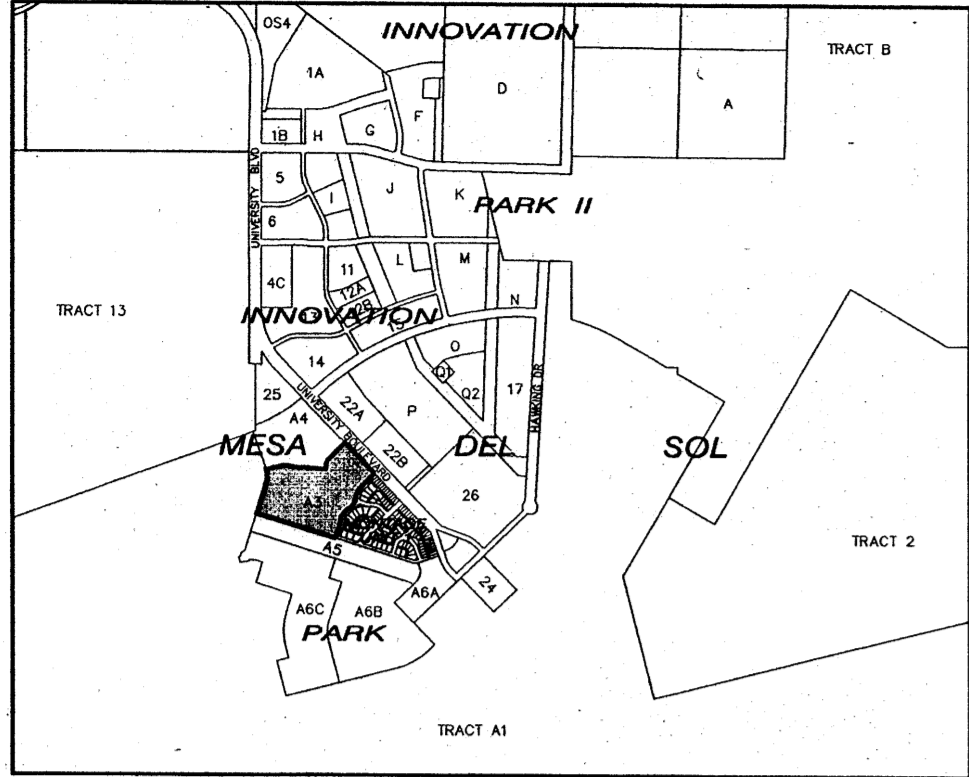 OS4
INNOVATION
TRACT B
1A
D
A
F
1B
H
G
UNIVERSITY BLVD
5
I
J
K
PARK II
6
L
M
11
4C
12A
N
TRACT 13
INNOVATION
14
O
Q1
Q2
17
HAWKING DR
25
A4
UNIVERSITY BOULEVARD
22A
P
22B
MESA
DEL
SOL
26
A3
TRACT 2
A5
24
A6A
A6C
A6B
PARK
TRACT A1